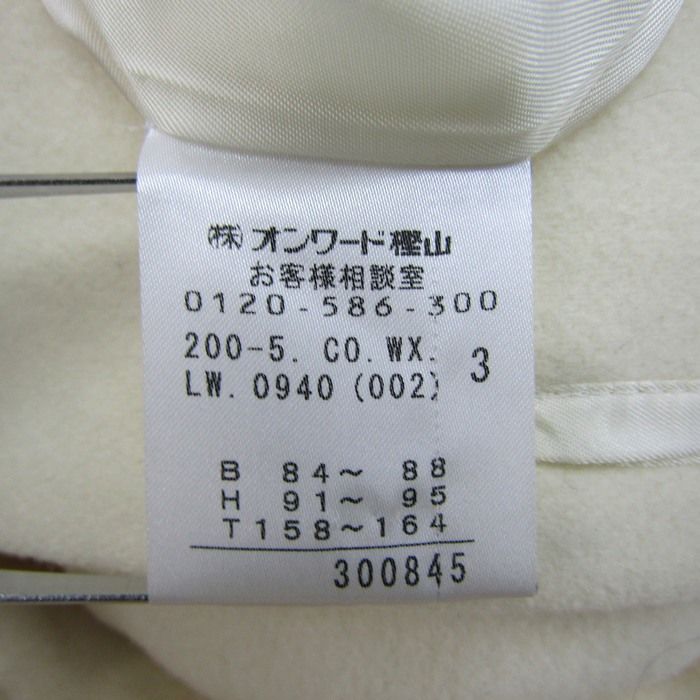 ㈱オンワード樫山
お客様相談室
0120-586-300
200-5. CO. WX. 3
LW. 0940 (002)
B 84～ 88
H 91～ 95
T158～164
300845